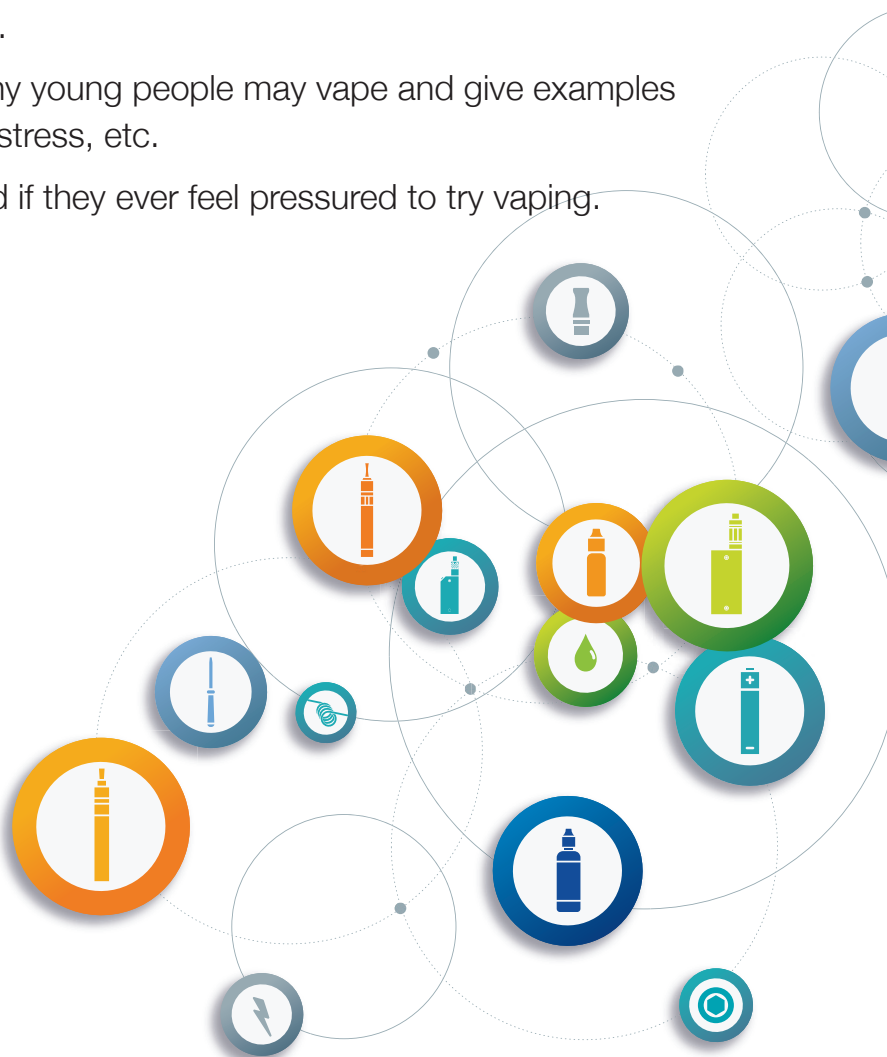 .
ny young people may vape and give examples
stress, etc.
d if they ever feel pressured to try vaping.